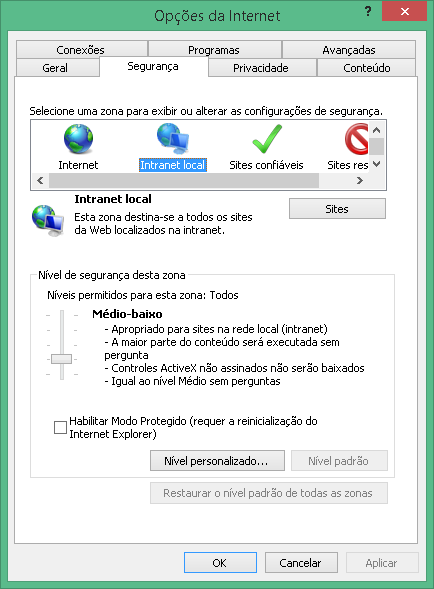 Opções da Internet
?
Conexões
Programas
Avançadas
Geral
Segurança
Privacidade
Conteúdo
Selecione uma zona para exibir ou alterar as configurações de segurança.
Internet
Intranet local
Sites confiáveis
Sites res
Intranet local
Esta zona destina-se a todos os sites
da Web localizados na intranet.
Sites
Nível de segurança desta zona
Níveis permitidos para esta zona: Todos
Médio-baixo
- Apropriado para sites na rede local (intranet)
- A maior parte do conteúdo será executada sem
pergunta
- Controles ActiveX não assinados não serão baixados
- Igual ao nível Médio sem perguntas
Habilitar Modo Protegido (requer a reinicialização do
Internet Explorer)
Nível personalizado...
Nível padrão
Restaurar o nível padrão de todas as zonas
OK
Cancelar
Aplicar